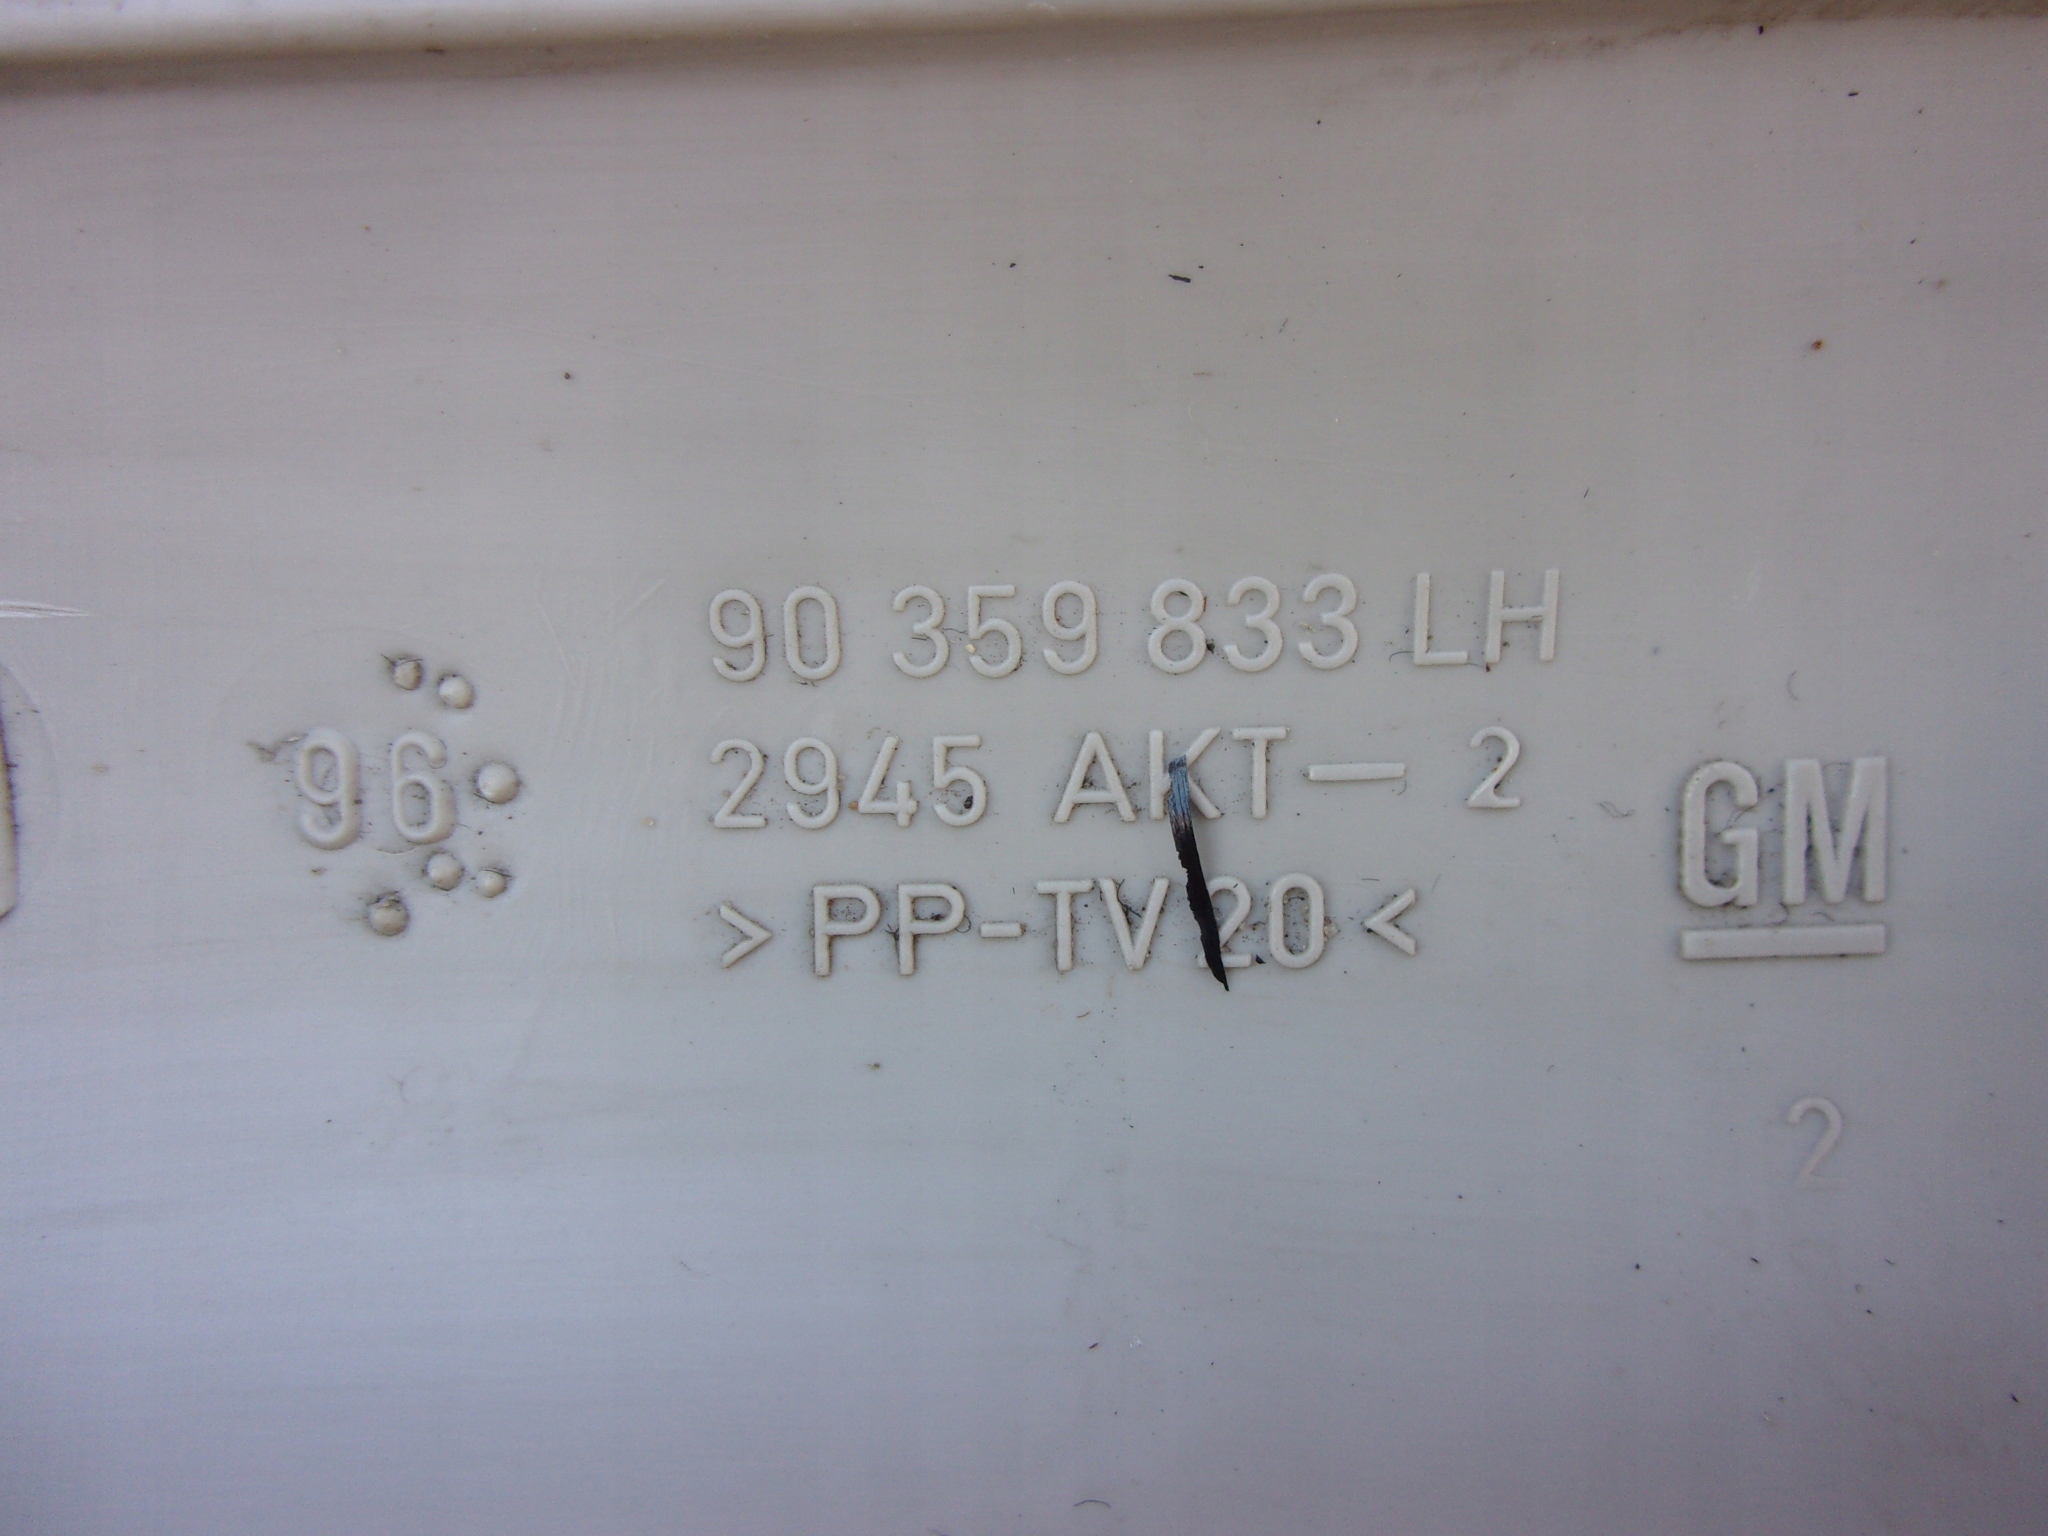 90 359 833 LH
96
2945 AKT— 2
>PP-TV20<
GM
2